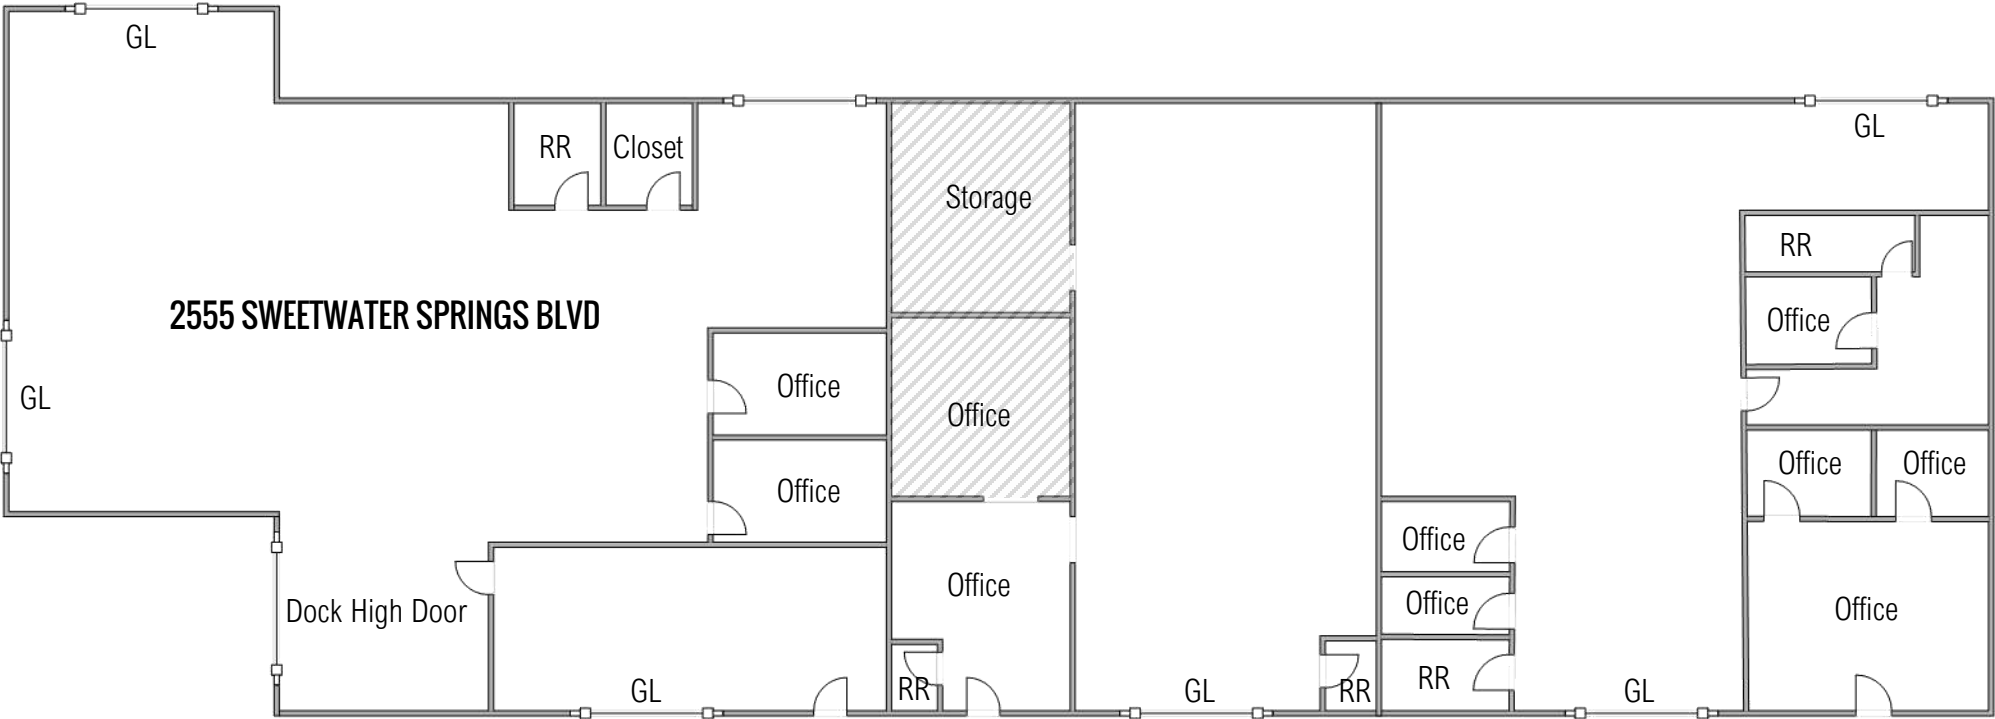 GL
GL
RR
Closet
Storage
RR
2555 SWEETWATER SPRINGS BLVD
Office
Office
GL
Office
Office
Office
Office
Office
Office
Office
Office
Dock High Door
Office
RR
GL
RR
GL
RR
GL